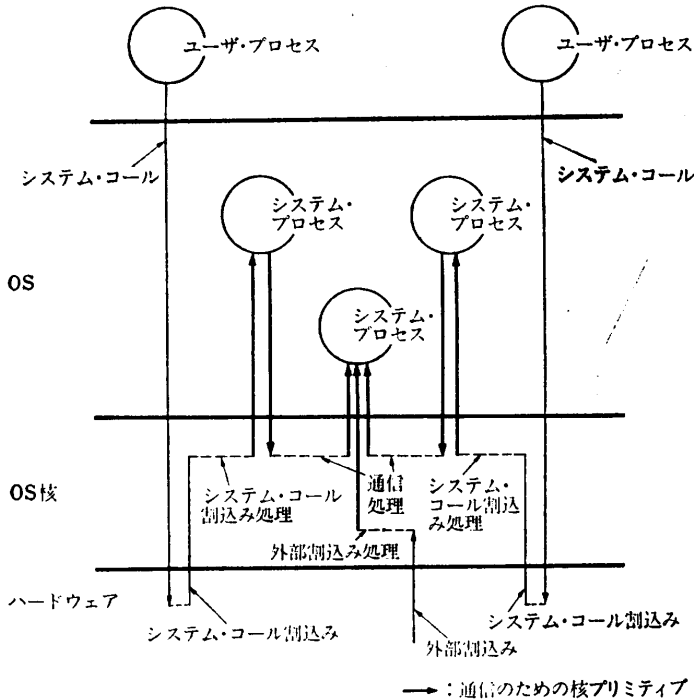 ユーザ・プロセス
ユーザ・プロセス
システム・コール
システム・コール
システム・
プロセス
システム・
プロセス
OS
システム・
プロセス
OS核
システム・コール
割込み処理
通信
処理
システム・
コール割込
み処理
外部割込み処理
ハードウェア
システム・コール割込み
外部割込み
システム・コール割込み
：通信のための核プリミティブ